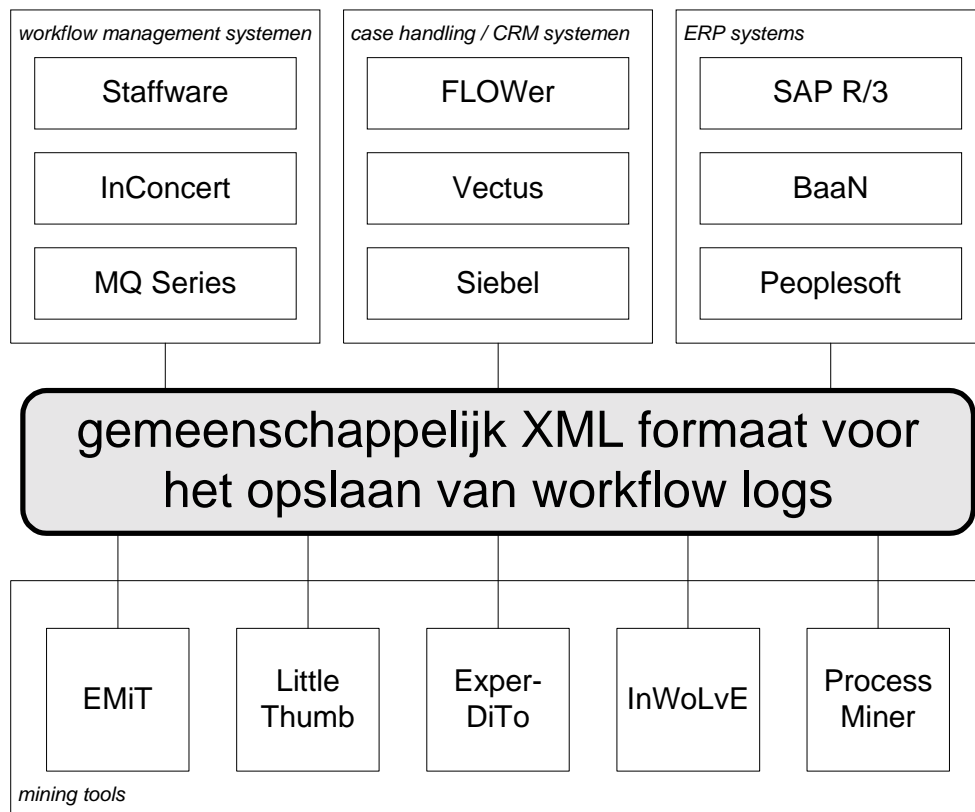 workflow management systemen
Staffware
InConcert
MQ Series
case handling / CRM systemen
FLOWer
Vectus
Siebel
ERP systems
SAP R/3
BaaN
Peoplesoft
gemeenschappelijk XML formaat voor
het opslaan van workflow logs
EMiT
Little
Thumb
Exper-
DiTo
InWoLvE
Process
Miner
mining tools